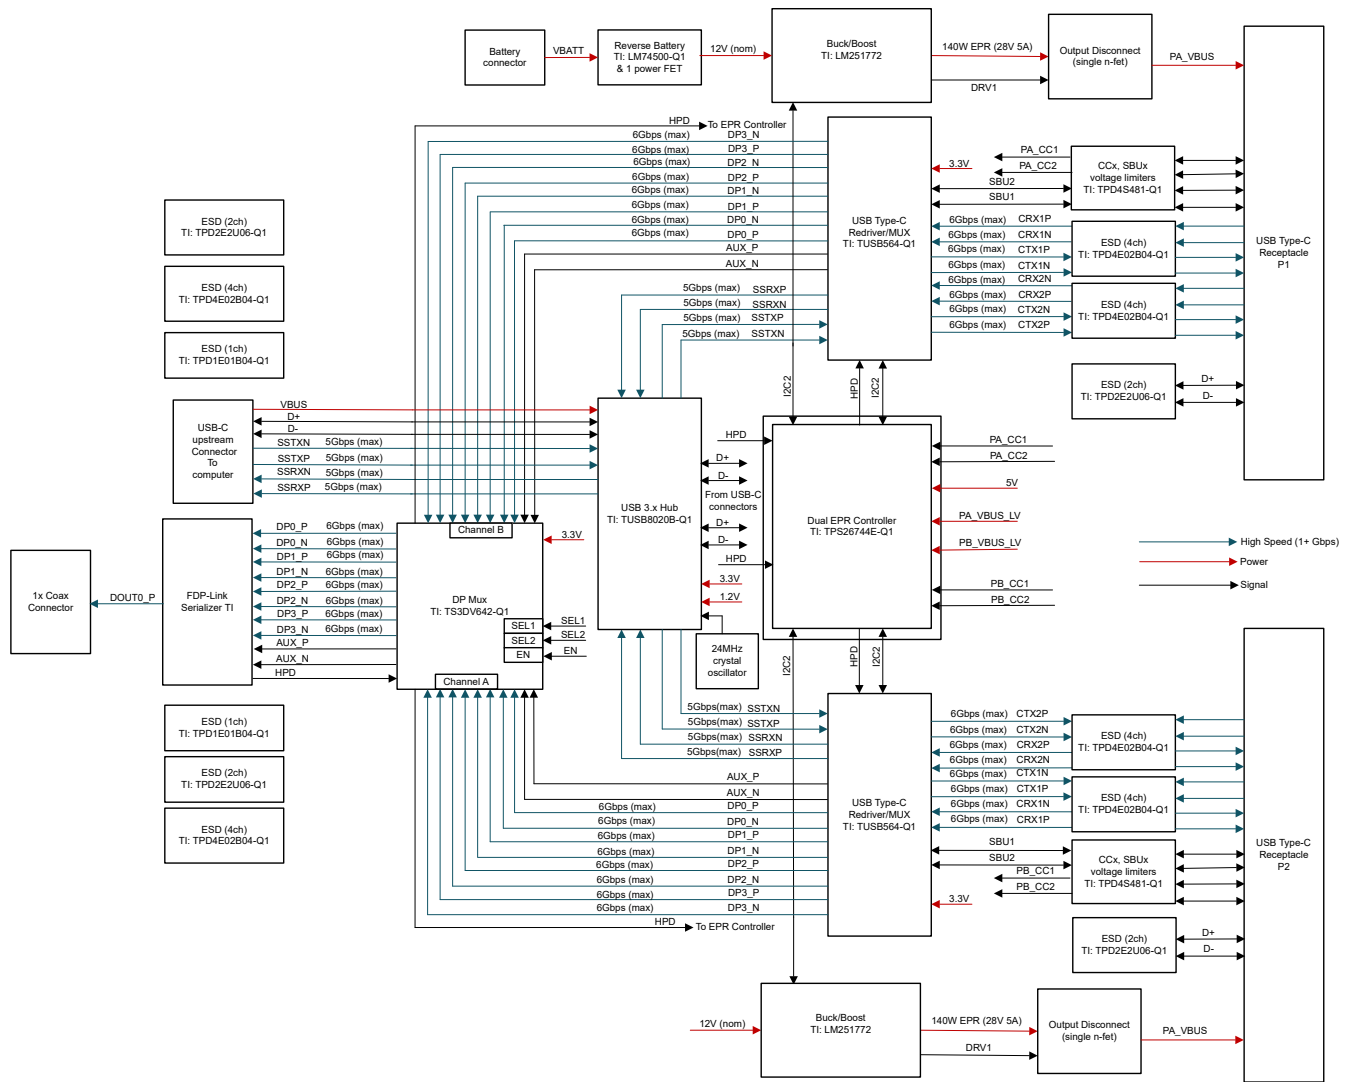 Battery
connector
VBATT
Reverse Battery
TI: LM74500-Q1
& 1 power FET
12V (nom)
Buck/Boost
TI: LM251772
140W EPR (28V 5A)
DRV1
Output Disconnect
(single n-fet)
PA_VBUS
USB Type-C
Receptacle
P1
HPD
To EPR Controller
6Gbps (max) DP3_N
6Gbps (max) DP3_P
6Gbps (max) DP2_N
6Gbps (max) DP2_P
6Gbps (max) DP1_N
6Gbps (max) DP1_P
6Gbps (max) DP0_N
6Gbps (max) DP0_P
AUX_P
AUX_N
5Gbps (max) SSRXP
5Gbps (max) SSRXN
5Gbps (max) SSTXP
5Gbps (max) SSTXN
USB Type-C
Redriver/MUX
TI: TUSB564-Q1
3.3V
SBU2
SBU1
PA_CC1
PA_CC2
CCx, SBUx
voltage limiters
TI: TPD4S481-Q1
6Gbps (max) CRX1P
6Gbps (max) CRX1N
6Gbps (max) CTX1P
6Gbps (max) CTX1N
6Gbps (max) CRX2N
6Gbps (max) CRX2P
6Gbps (max) CTX2N
6Gbps (max) CTX2P
ESD (4ch)
TI: TPD4E02B04-Q1
ESD (4ch)
TI: TPD4E02B04-Q1
ESD (2ch)
TI: TPD2E2U06-Q1
D+
D-
ESD (2ch)
TI: TPD2E2U06-Q1
ESD (4ch)
TI: TPD4E02B04-Q1
ESD (1ch)
TI: TPD1E01B04-Q1
USB-C
upstream
Connector
To
computer
VBUS
D+
D-
SSTXN 5Gbps (max)
SSTXP 5Gbps (max)
SSRXN 5Gbps (max)
SSRXP 5Gbps (max)
USB 3.x Hub
TI: TUSB8020B-Q1
HPD
D+
D-
From USB-C
connectors
D+
D-
HPD
3.3V
1.2V
24MHz
crystal
oscillator
I2C2
HPD
I2C2
Dual EPR Controller
TI: TPS26744E-Q1
PA_CC1
PA_CC2
5V
PA_VBUS_LV
PB_VBUS_LV
PB_CC1
PB_CC2
I2C2
HPD
I2C2
High Speed (1+ Gbps)
Power
Signal
1x Coax
Connector
DOUT0_P
FDP-Link
Serializer TI
DP0_P 6Gbps (max)
DP0_N 6Gbps (max)
DP1_P 6Gbps (max)
DP1_N 6Gbps (max)
DP2_P 6Gbps (max)
DP2_N 6Gbps (max)
DP3_P 6Gbps (max)
DP3_N 6Gbps (max)
AUX_P
AUX_N
HPD
Channel B
3.3V
DP Mux
TI: TS3DV642-Q1
SEL1 SEL1
SEL2 SEL2
EN EN
Channel A
ESD (1ch)
TI: TPD1E01B04-Q1
ESD (2ch)
TI: TPD2E2U06-Q1
ESD (4ch)
TI: TPD4E02B04-Q1
5Gbps(max) SSTXN
5Gbps(max) SSTXP
5Gbps(max) SSRXN
5Gbps(max) SSRXP
AUX_P
AUX_N
6Gbps (max) DP0_P
6Gbps (max) DP0_N
6Gbps (max) DP1_P
6Gbps (max) DP1_N
6Gbps (max) DP2_P
6Gbps (max) DP2_N
6Gbps (max) DP3_P
6Gbps (max) DP3_N
HPD
To EPR Controller
USB Type-C
Redriver/MUX
TI: TUSB564-Q1
6Gbps (max) CTX2P
6Gbps (max) CTX2N
6Gbps (max) CRX2P
6Gbps (max) CRX2N
6Gbps (max) CTX1N
6Gbps (max) CTX1P
6Gbps (max) CRX1N
6Gbps (max) CRX1P
SBU1
SBU2
PB_CC1
PB_CC2
3.3V
ESD (4ch)
TI: TPD4E02B04-Q1
ESD (4ch)
TI: TPD4E02B04-Q1
CCx, SBUx
voltage limiters
TI: TPD4S481-Q1
ESD (2ch)
TI: TPD2E2U06-Q1
D+
D-
USB Type-C
Receptacle
P2
12V (nom)
Buck/Boost
TI: LM251772
140W EPR (28V 5A)
DRV1
Output Disconnect
(single n-fet)
PA_VBUS